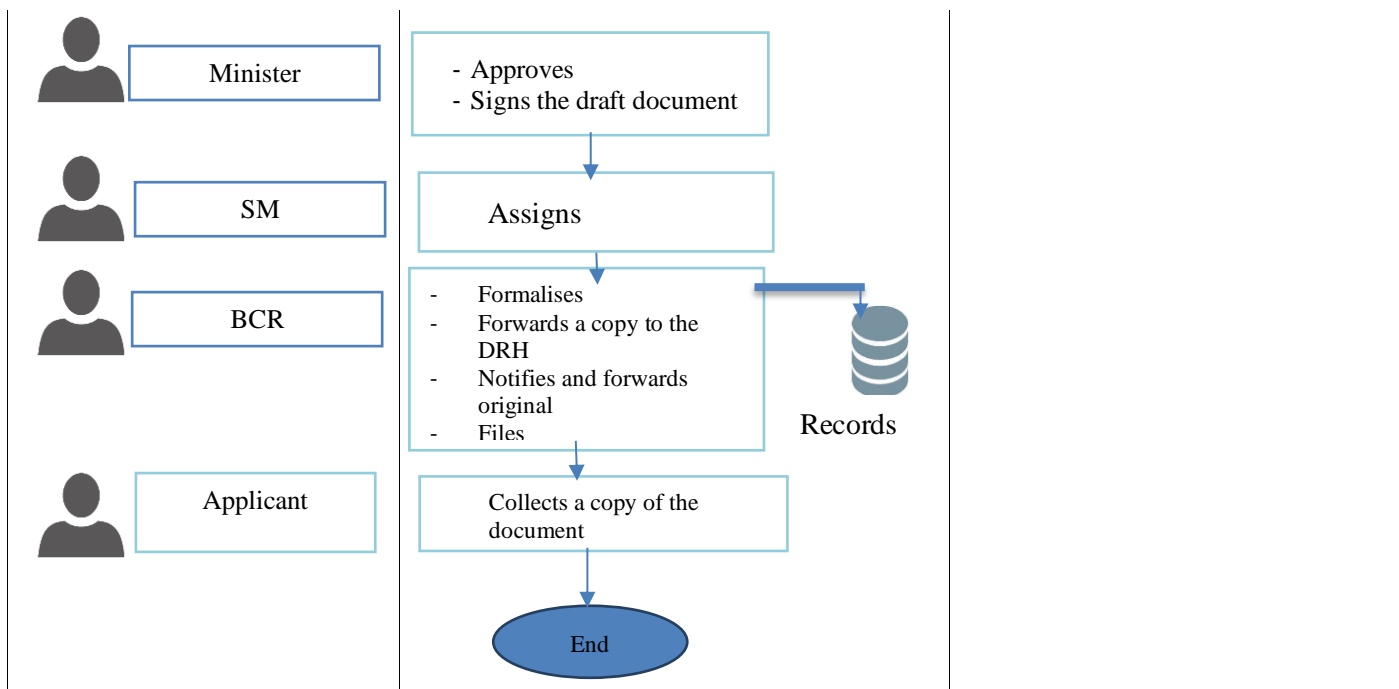 Minister
- Approves
- Signs the draft document
SM
Assigns
BCR
- Formalises
- Forwards a copy to the
DRH
- Notifies and forwards
original
- Files
Records
Applicant
Collects a copy of the
document
End